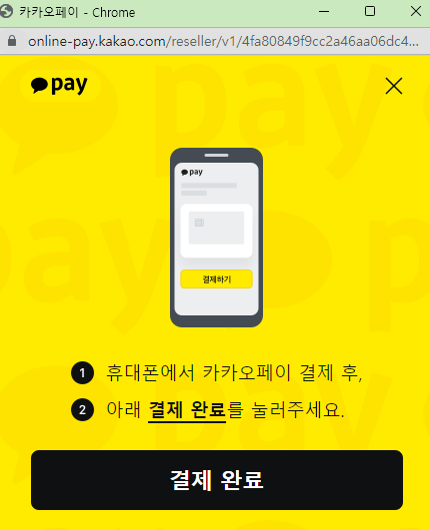 카카오페이 - Chrome
online-pay.kakao.com/reseller/v1/4fa80849f9cc2a46aa06dc4...
pay
pay
결제하기
1 휴대폰에서 카카오페이 결제 후,
2 아래 결제 완료를 눌러주세요.
결제 완료